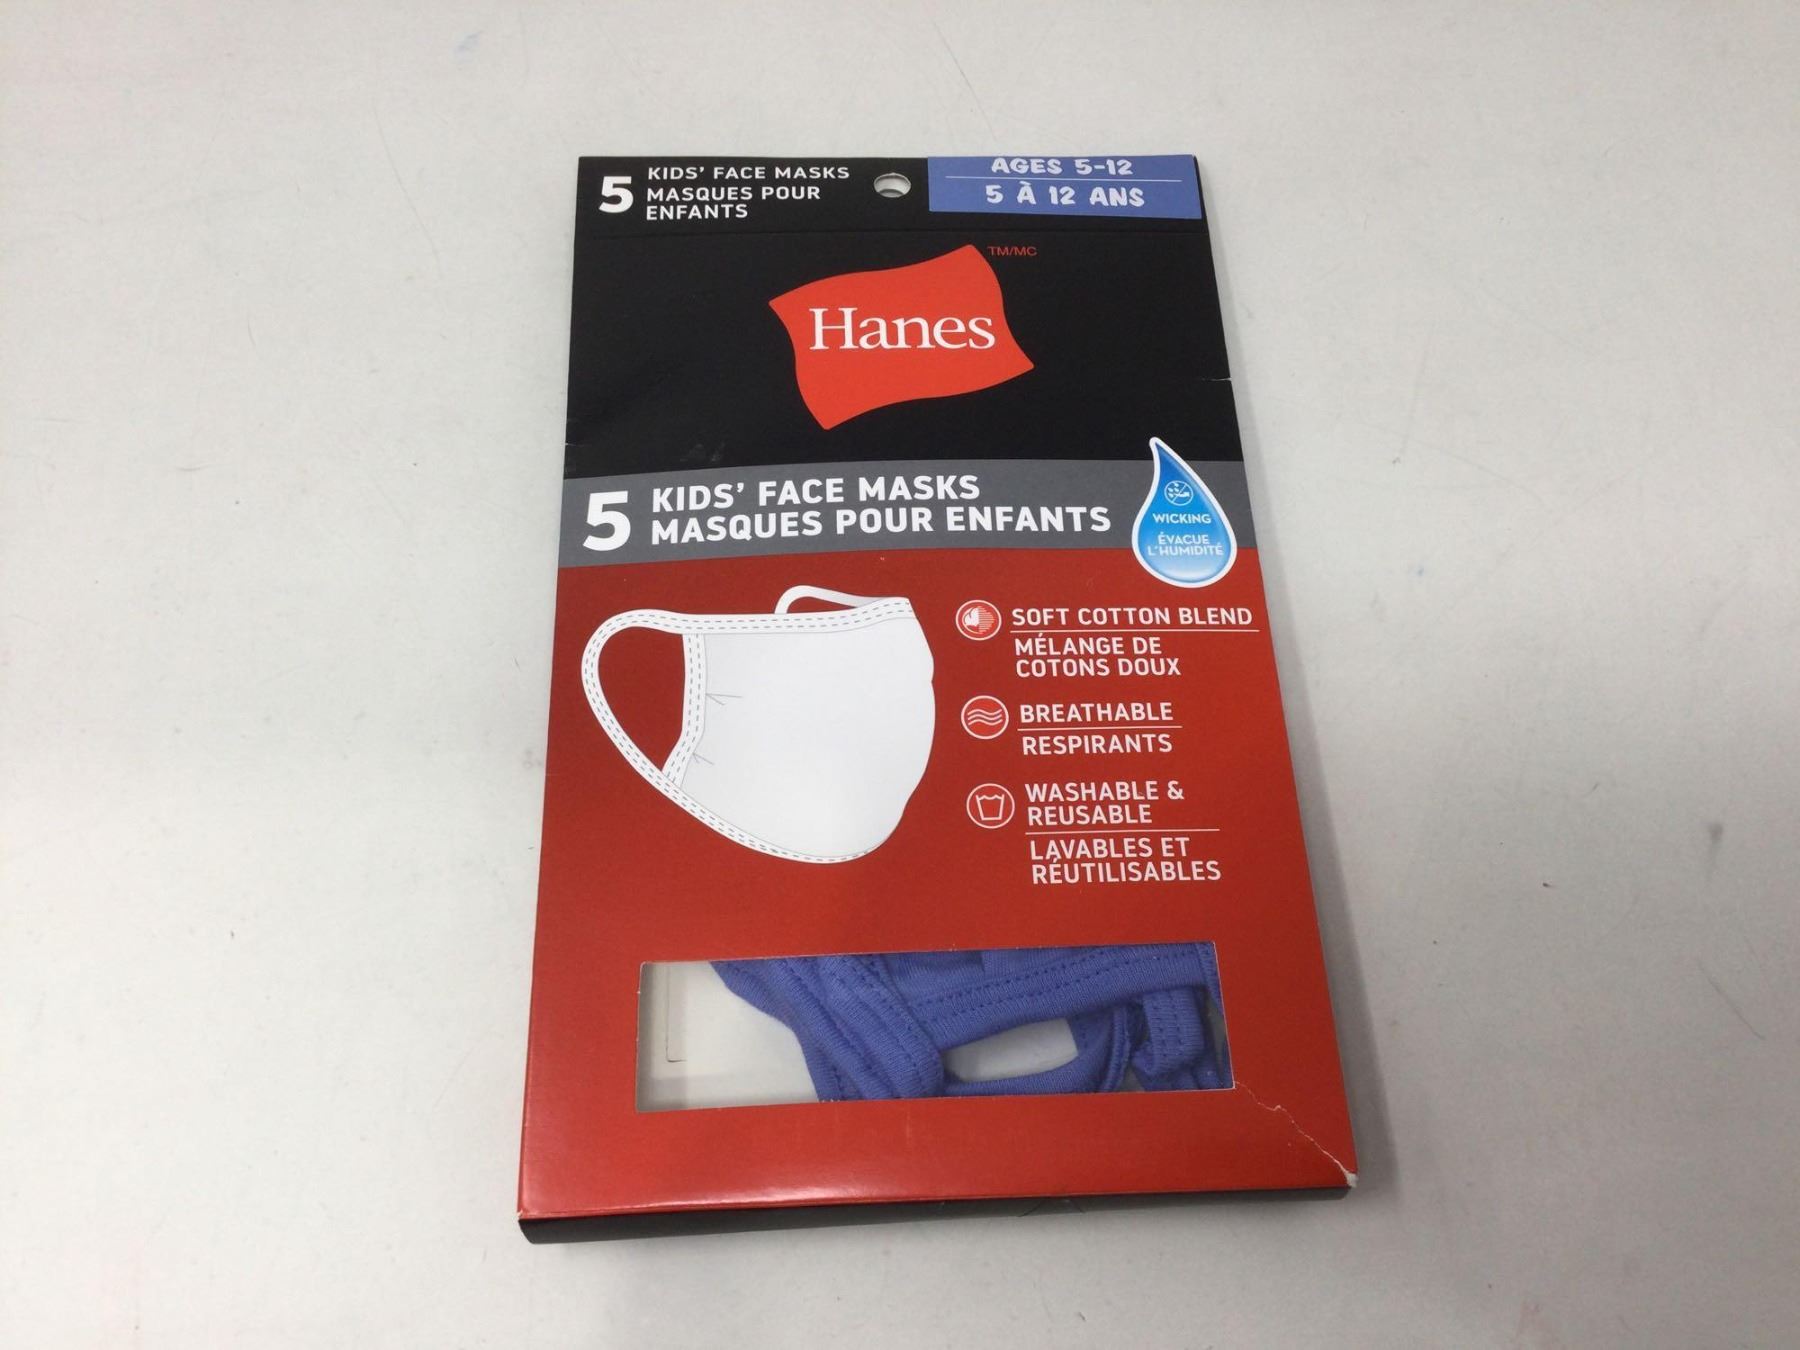 5
KIDS' FACE MASKS
MASQUES POUR
ENFANTS
AGES 5-12
5 À 12 ANS
TM/MC
Hanes
5
KIDS' FACE MASKS
MASQUES POUR ENFANTS
WICKING
ÉVACUE
L'HUMIDITÉ
SOFT COTTON BLEND
MÉLANGE DE
COTONS DOUX
BREATHABLE
RESPIRANTS
WASHABLE &
REUSABLE
LAVABLES ET
RÉUTILISABLES